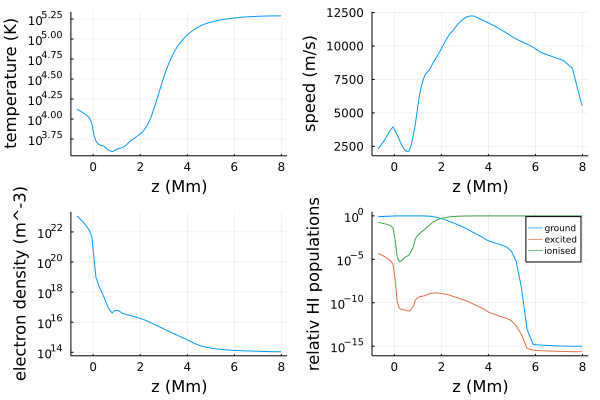 temperature (K)
10^5.25
10^5.00
10^4.75
10^4.50
10^4.25
10^4.00
10^3.75
0 2 4 6 8
z (Mm)
speed (m/s)
12500
10000
7500
5000
2500
0 2 4 6 8
z (Mm)
electron density (m^-3)
10^22
10^20
10^18
10^16
10^14
0 2 4 6 8
z (Mm)
relativ HI populations
10^0
10^-5
10^-10
10^-15
0 2 4 6 8
z (Mm)
ground
excited
ionised